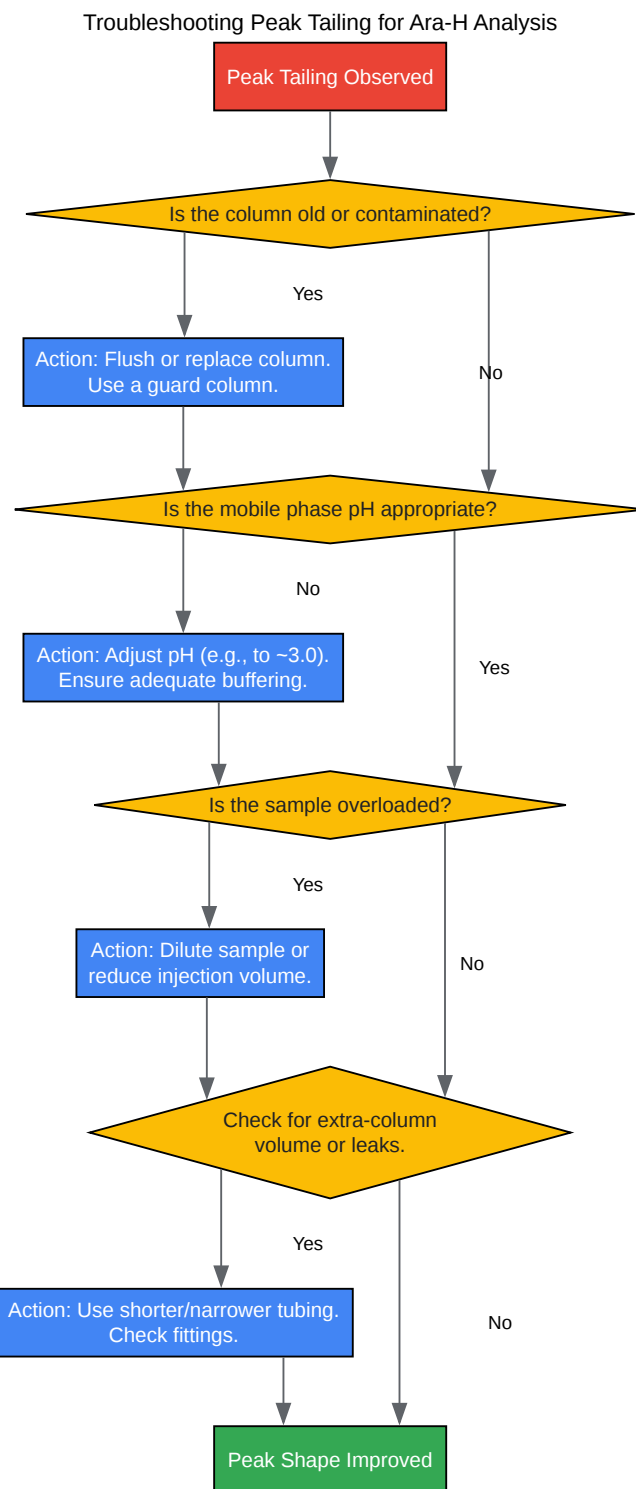 Troubleshooting Peak Tailing for Ara-H Analysis
Peak Tailing Observed
Is the column old or contaminated?
Yes
Action: Flush or replace column.
Use a guard column.
No
Is the mobile phase pH appropriate?
No
Action: Adjust pH (e.g., to ~3.0).
Ensure adequate buffering.
Yes
Is the sample overloaded?
Yes
Action: Dilute sample or
reduce injection volume.
No
Check for extra-column
volume or leaks.
Yes
Action: Use shorter/narrower tubing.
Check fittings.
No
Peak Shape Improved